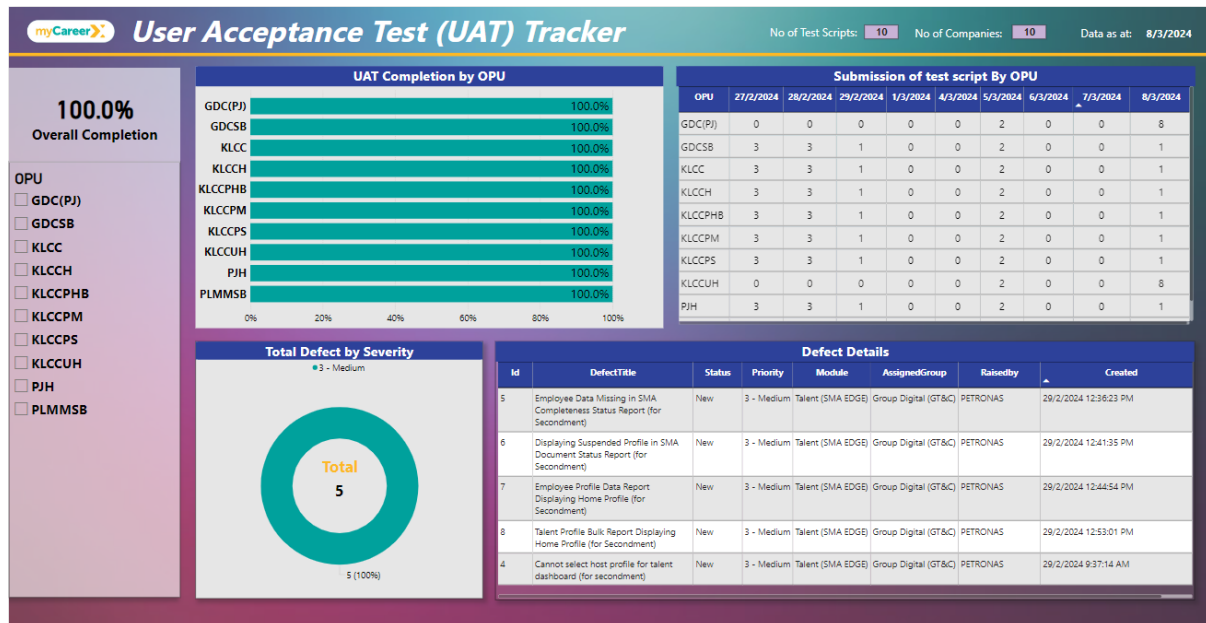 myCareerX User Acceptance Test (UAT) Tracker No of Test Scripts: 10 No of Companies: 10 Data as at: 8/3/2024
100.0%
Overall Completion
OPU
GDC(PJ)
GDCSB
KLCC
KLCCH
KLCCPHB
KLCCPM
KLCCPS
KLCCUH
PJH
PLMMSB
UAT Completion by OPU
GDC(PJ) 100.0%
GDCSB 100.0%
KLCC 100.0%
KLCCH 100.0%
KLCCPHB 100.0%
KLCCPM 100.0%
KLCCPS 100.0%
KLCCUH 100.0%
PJH 100.0%
PLMMSB 100.0%
0% 20% 40% 60% 80% 100%
Submission of test script By OPU
OPU 27/2/2024 28/2/2024 29/2/2024 1/3/2024 4/3/2024 5/3/2024 6/3/2024 7/3/2024 8/3/2024
GDC(PJ) 0 0 0 0 0 2 0 0 8
GDCSB 3 3 1 0 0 2 0 0 1
KLCC 3 3 1 0 0 2 0 0 1
KLCCH 3 3 1 0 0 2 0 0 1
KLCCPHB 3 3 1 0 0 2 0 0 1
KLCCPM 3 3 1 0 0 2 0 0 1
KLCCPS 3 3 1 0 0 2 0 0 1
KLCCUH 0 0 0 0 0 2 0 0 8
PJH 3 3 1 0 0 2 0 0 1
Total Defect by Severity
3 - Medium
Total
5
5 (100%)
Defect Details
Id DefectTitle Status Priority Module AssignedGroup Raisedby Created
5 Employee Data Missing in SMA New 3 - Medium Talent (SMA EDGE) Group Digital (GT&C) PETRONAS 29/2/2024 12:36:23 PM
Completeness Status Report (for
Secondment)
6 Displaying Suspended Profile in SMA New 3 - Medium Talent (SMA EDGE) Group Digital (GT&C) PETRONAS 29/2/2024 12:41:35 PM
Document Status Report (for
Secondment)
7 Employee Profile Data Report New 3 - Medium Talent (SMA EDGE) Group Digital (GT&C) PETRONAS 29/2/2024 12:44:54 PM
Displaying Home Profile (for
Secondment)
8 Talent Profile Bulk Report Displaying New 3 - Medium Talent (SMA EDGE) Group Digital (GT&C) PETRONAS 29/2/2024 12:53:01 PM
Home Profile (for Secondment)
4 Cannot select host profile for talent New 3 - Medium Talent (SMA EDGE) Group Digital (GT&C) PETRONAS 29/2/2024 9:37:14 AM
dashboard (for secondment)